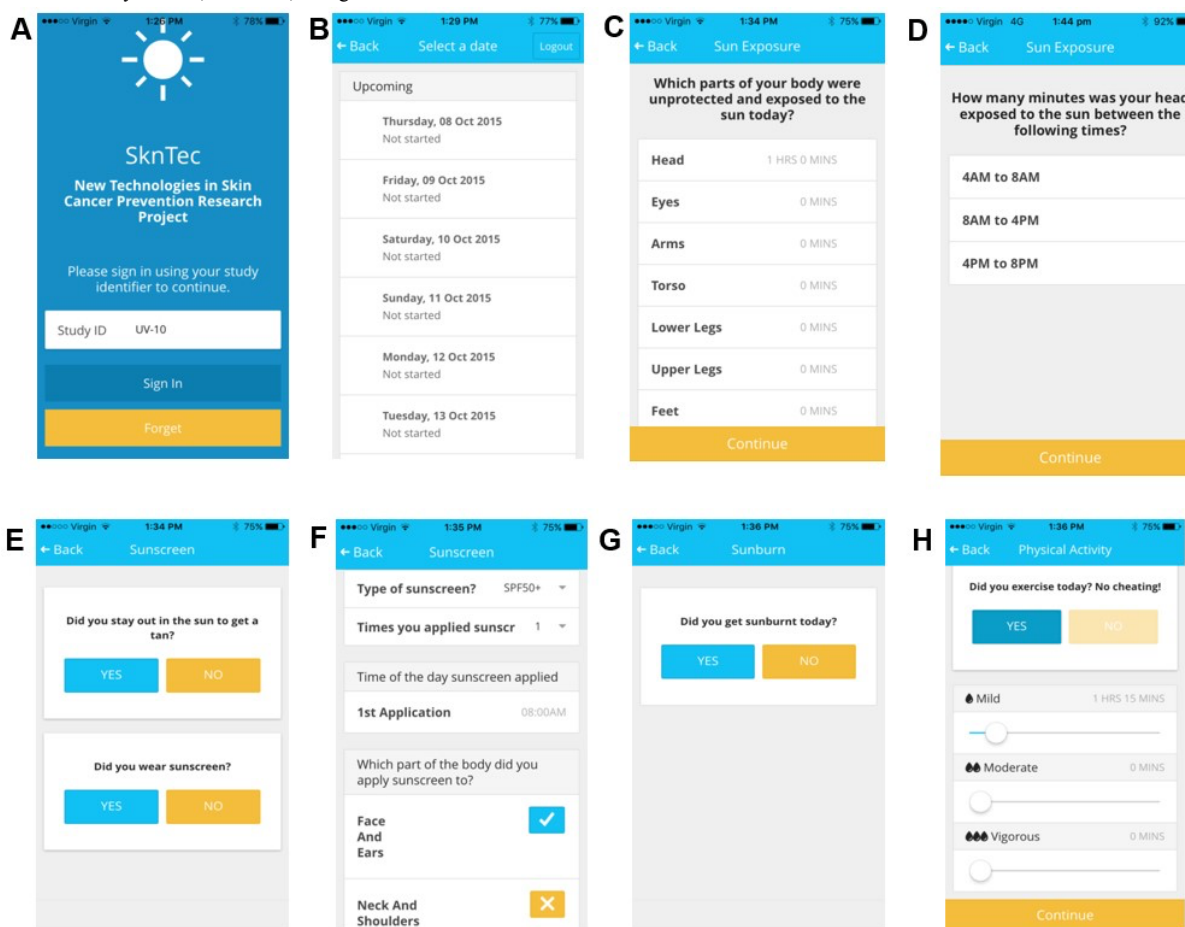 A
Virgin 1:26 PM 78%
SknTec
New Technologies in Skin
Cancer Prevention Research
Project
Please sign in using your study
identifier to continue.
Study ID UV-10
Sign In
Forget
B
Virgin 1:29 PM 77%
← Back Select a date Logout
Upcoming
Thursday, 08 Oct 2015
Not started
Friday, 09 Oct 2015
Not started
Saturday, 10 Oct 2015
Not started
Sunday, 11 Oct 2015
Not started
Monday, 12 Oct 2015
Not started
Tuesday, 13 Oct 2015
Not started
C
Virgin 1:34 PM 75%
← Back Sun Exposure
Which parts of your body were
unprotected and exposed to the
sun today?
Head 1 HRS 0 MINS
Eyes 0 MINS
Arms 0 MINS
Torso 0 MINS
Lower Legs 0 MINS
Upper Legs 0 MINS
Feet 0 MINS
Continue
D
Virgin 4G 1:44 pm 92%
← Back Sun Exposure
How many minutes was your head
exposed to the sun between the
following times?
4AM to 8AM
8AM to 4PM
4PM to 8PM
Continue
E
Virgin 1:34 PM 75%
← Back Sunscreen
Did you stay out in the sun to get a
tan?
YES NO
Did you wear sunscreen?
YES NO
F
Virgin 1:35 PM 75%
← Back Sunscreen
Type of sunscreen? SPF50+
Times you applied sunscr 1
Time of the day sunscreen applied
1st Application 08:00AM
Which part of the body did you
apply sunscreen to?
Face
And
Ears
Neck And
Shoulders
G
Virgin 1:36 PM 75%
← Back Sunburn
Did you get sunburnt today?
YES NO
H
Virgin 1:36 PM 75%
← Back Physical Activity
Did you exercise today? No cheating!
YES NO
Mild 1 HRS 15 MINS
Moderate 0 MINS
Vigorous 0 MINS
Continue